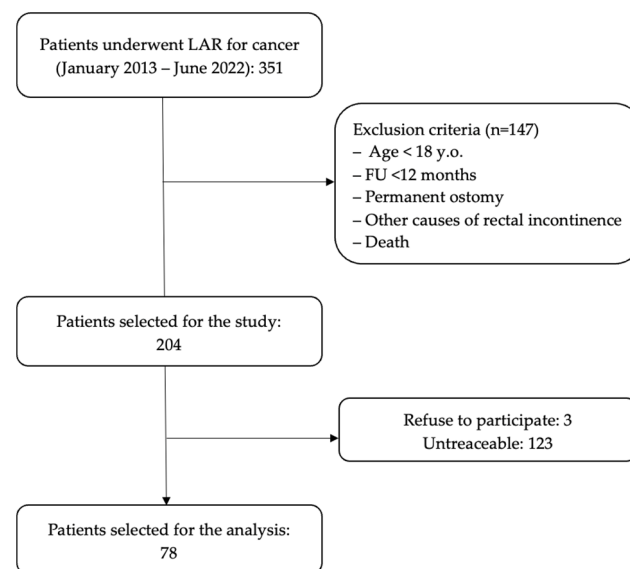 Patients underwent LAR for cancer
(January 2013 – June 2022): 351
Exclusion criteria (n=147)
– Age < 18 y.o.
– FU <12 months
– Permanent ostomy
– Other causes of rectal incontinence
– Death
Patients selected for the study:
204
Refuse to participate: 3
Untreaceable: 123
Patients selected for the analysis:
78